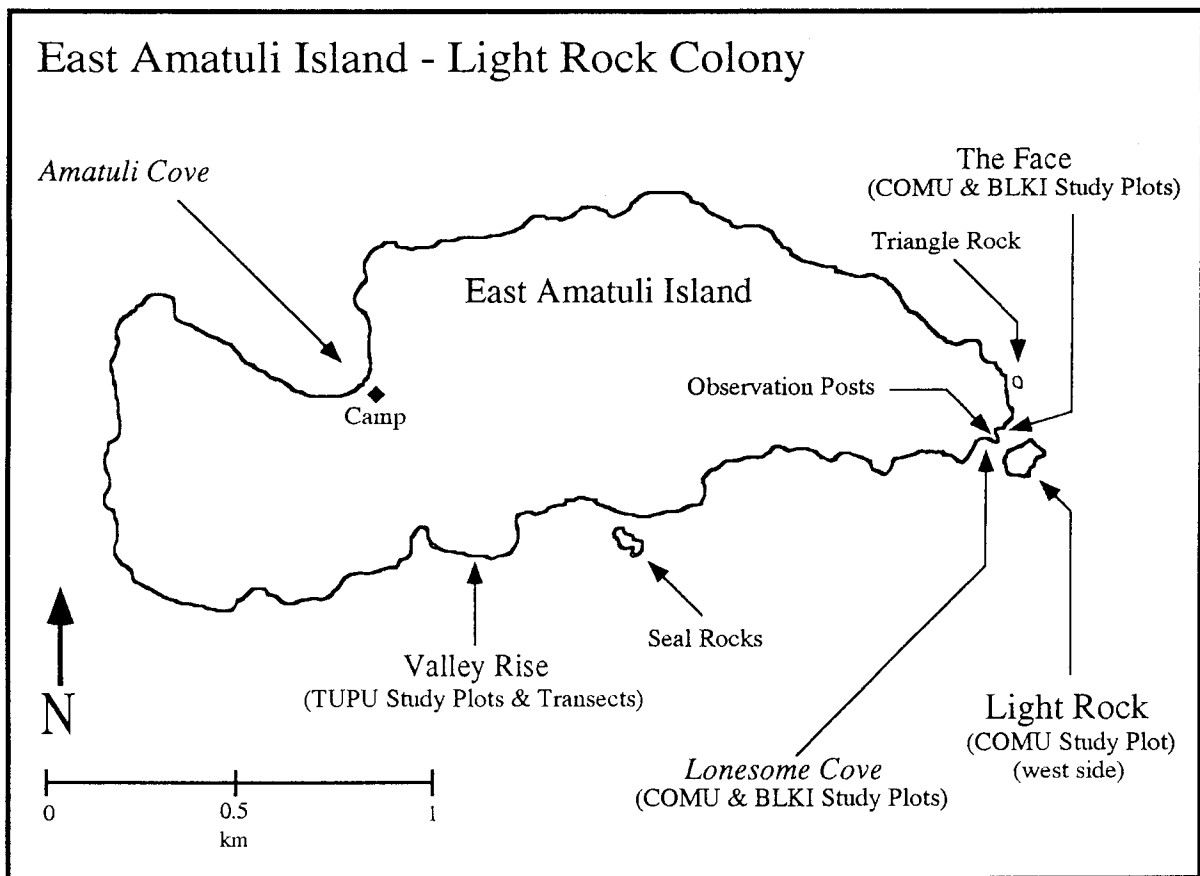 East Amatuli Island - Light Rock Colony
Amatuli Cove
The Face
(COMU & BLKI Study Plots)
Triangle Rock
East Amatuli Island
Observation Posts
Camp
Seal Rocks
Valley Rise
(TUPU Study Plots & Transects)
N
Light Rock
(COMU Study Plot)
(west side)
Lonesome Cove
(COMU & BLKI Study Plots)
0 0.5 1
km